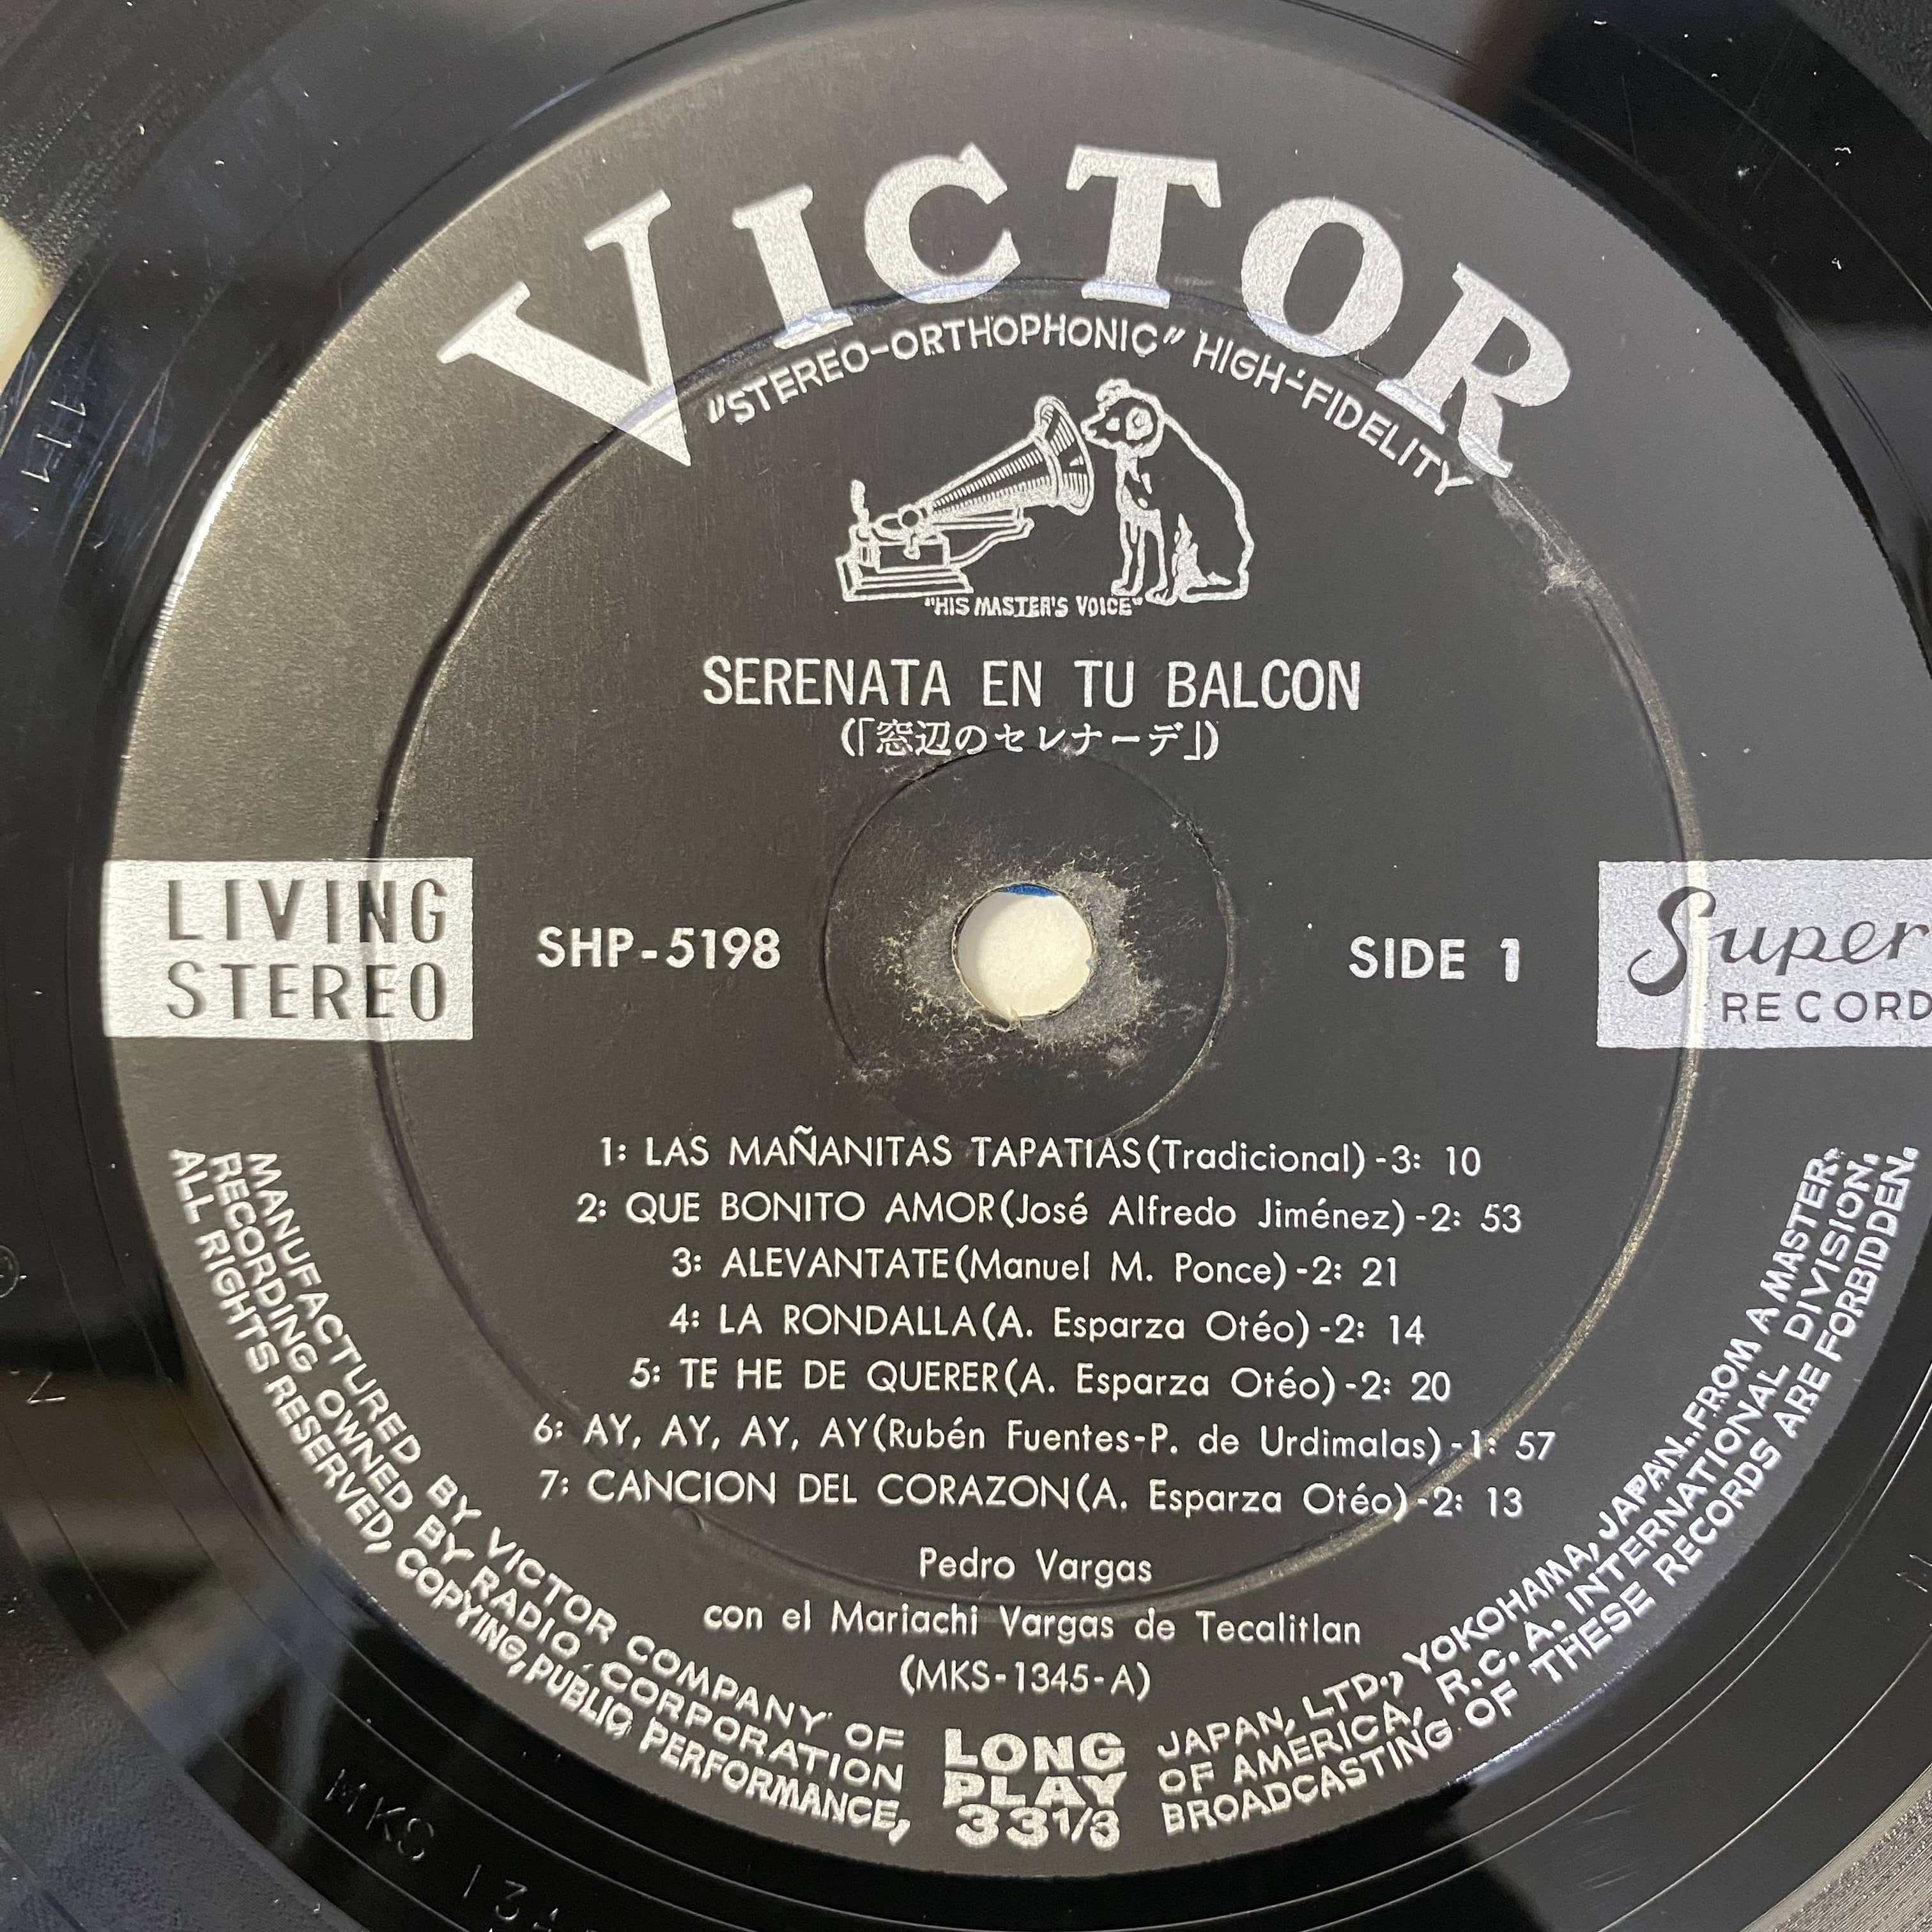 VICTOR
"STEREO-ORTHOPHONIC" HIGH-FIDELITY
"HIS MASTER'S VOICE"
SERENATA EN TU BALCON
(「窓辺のセレナーデ」)
LIVING
STEREO
SHP-5198
SIDE 1
Super
RECORD
1: LAS MAÑANITAS TAPATIAS(Tradicional)-3: 10
2: QUE BONITO AMOR(José Alfredo Jiménez)-2: 53
3: ALEVANTATE(Manuel M. Ponce)-2: 21
4: LA RONDALLA(A. Esparza Otéo)-2: 14
5: TE HE DE QUERER(A. Esparza Otéo)-2: 20
6: AY, AY, AY, AY(Rubén Fuentes-P. de Urdimalas)-1: 57
7: CANCION DEL CORAZON(A. Esparza Otéo)-2: 13
Pedro Vargas
con el Mariachi Vargas de Tecalitlan
(MKS-1345-A)
LONG
PLAY
33 1/3
MANUFACTURED BY VICTOR COMPANY OF JAPAN, LTD., YOKOHAMA, JAPAN. FROM A MASTER
RECORDING OWNED BY RADIO CORPORATION OF AMERICA, R.C.A. INTERNATIONAL DIVISION.
ALL RIGHTS RESERVED, COPYING, PUBLIC PERFORMANCE, BROADCASTING OF THESE RECORDS ARE FORBIDDEN.
111
MKS 134